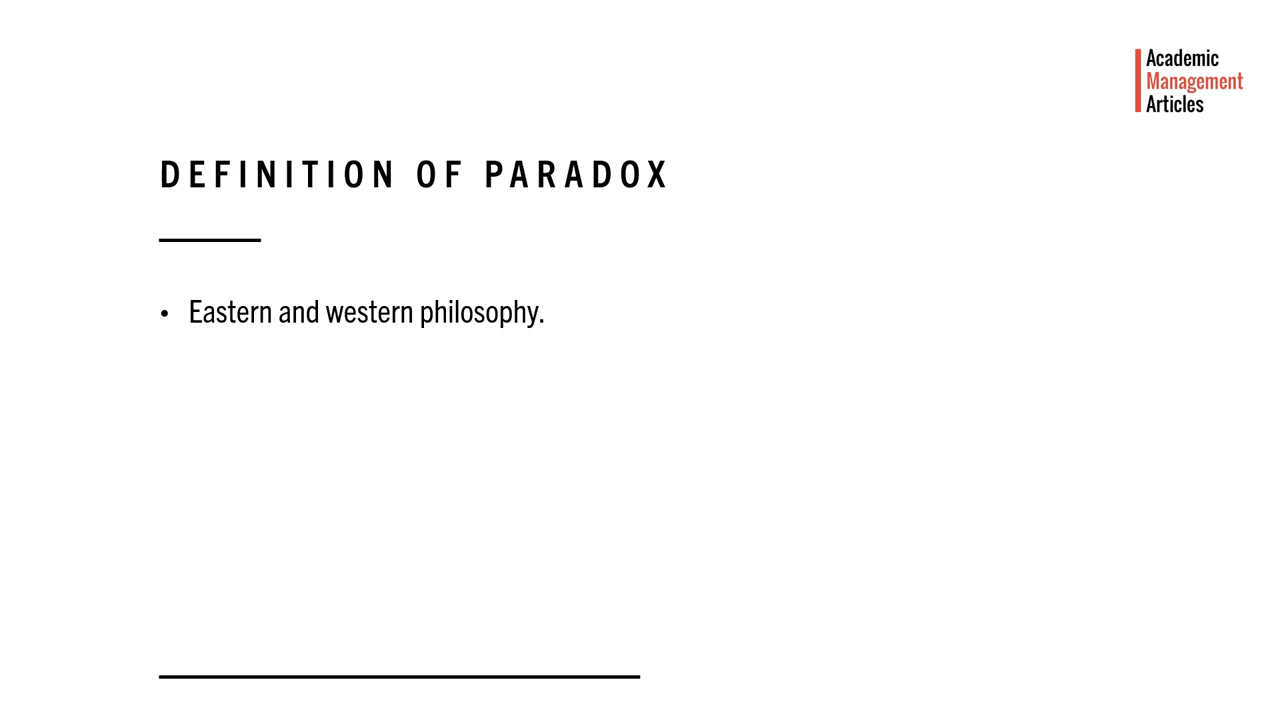 Academic
Management
Articles
DEFINITION OF PARADOX
• Eastern and western philosophy.